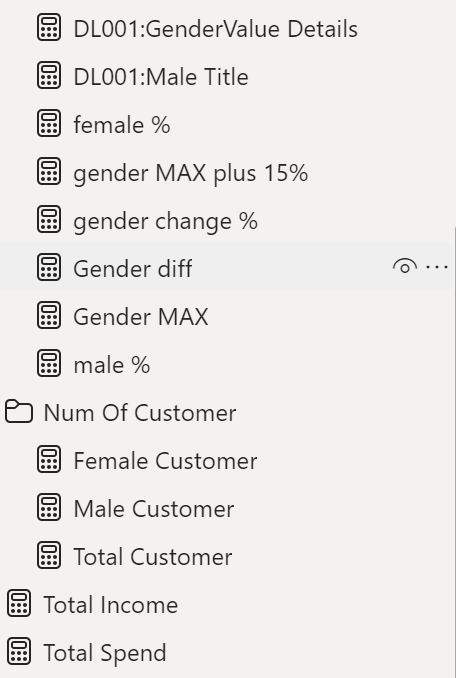 DL001:GenderValue Details
DL001:Male Title
female %
gender MAX plus 15%
gender change %
Gender diff
Gender MAX
male %
Num Of Customer
Female Customer
Male Customer
Total Customer
Total Income
Total Spend